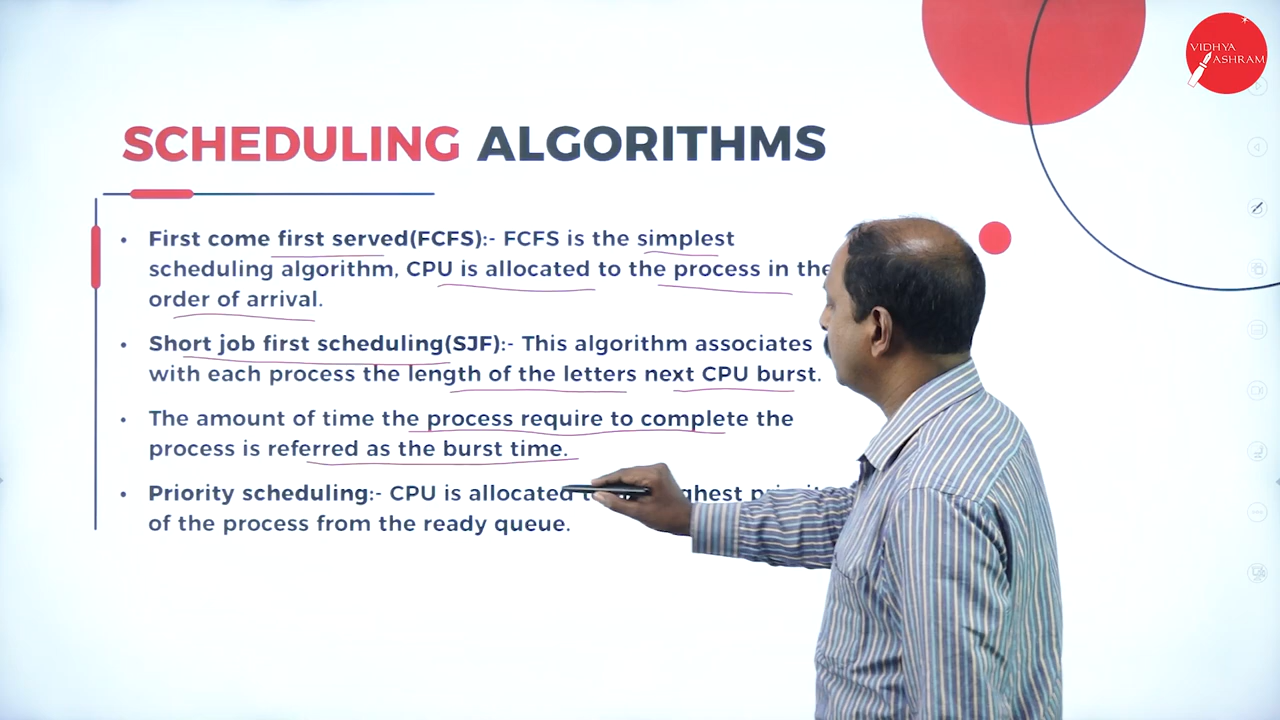 VIDHYA
ASHRAM
SCHEDULING ALGORITHMS
• First come first served(FCFS):- FCFS is the simplest
scheduling algorithm, CPU is allocated to the process in the
order of arrival.
• Short job first scheduling(SJF):- This algorithm associates
with each process the length of the letters next CPU burst.
• The amount of time the process require to complete the
process is referred as the burst time.
• Priority scheduling:- CPU is allocated
of the process from the ready queue.